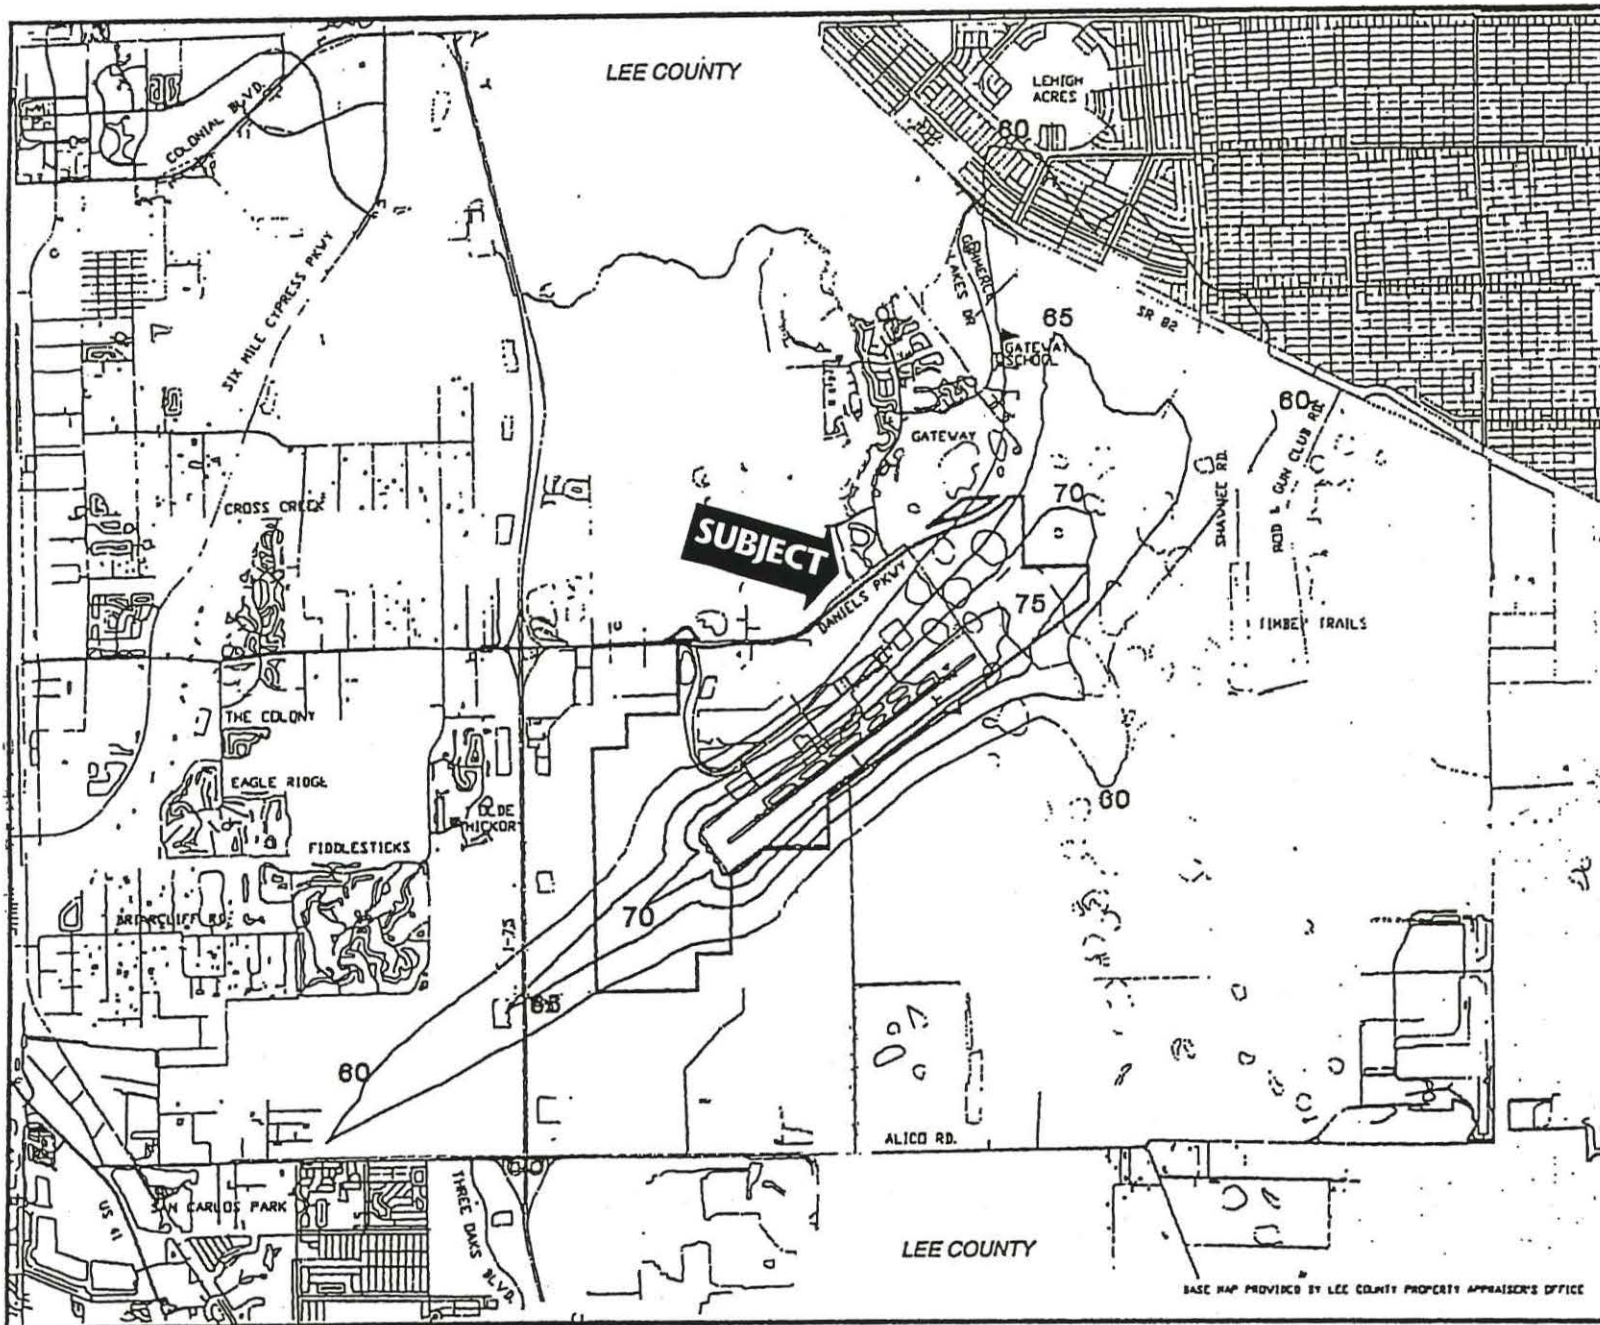 LEE COUNTY
LEHIGH
ACRES
60
COLONIAL BLVD.
SIX MILE CYPRESS PKWY
COMMERCE
LAKES DR
65
SR 82
GATEWAY
SCHOOL
60
ROD & GUN CLUB RD.
SHAWNEE RD.
GATEWAY
70
CROSS CREEK
SUBJECT
DANIELS PKWY
75
TIMBER TRAILS
THE COLONY
EAGLE RIDGE
OLDE
HICKORY
60
FIDDLESTICKS
BRIARCLIFF RD.
70
I-75
65
60
ALICO RD.
US 41
SAN CARLOS PARK
THREE OAKS BLVD.
LEE COUNTY
BASE MAP PROVIDED BY LEE COUNTY PROPERTY APPRAISER'S OFFICE